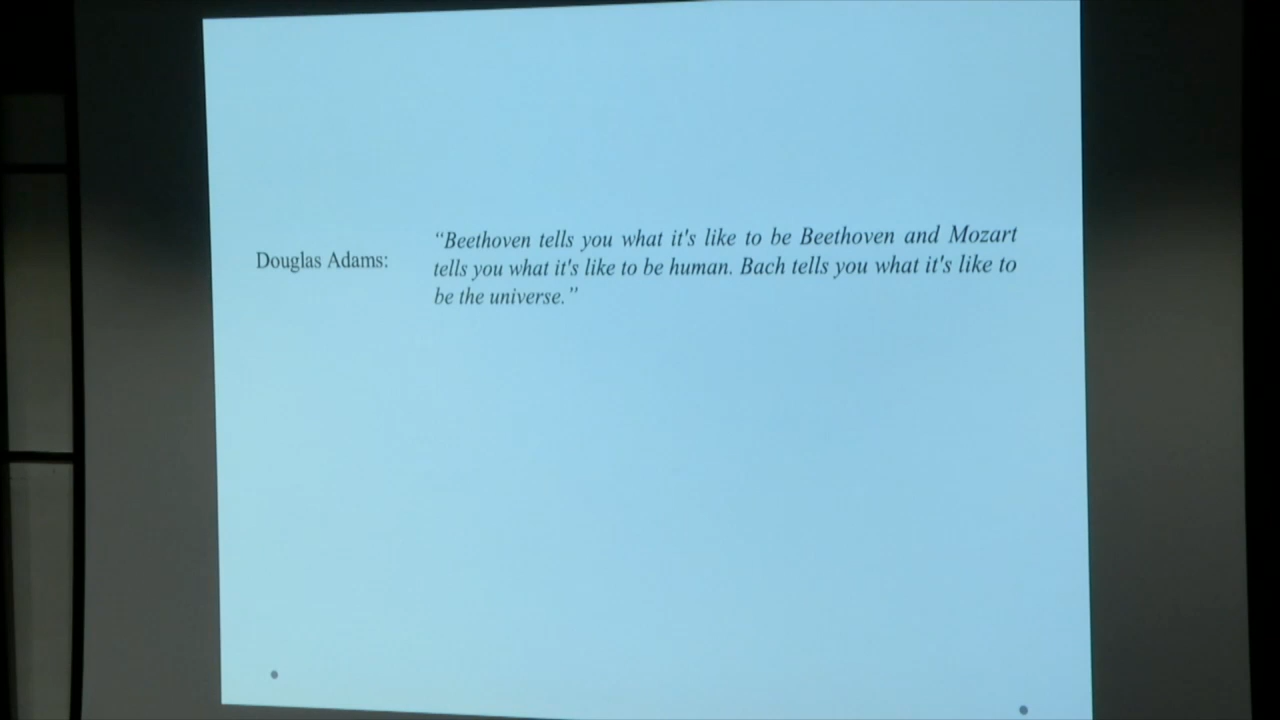 Douglas Adams:
“Beethoven tells you what it's like to be Beethoven and Mozart
tells you what it's like to be human. Bach tells you what it's like to
be the universe.”